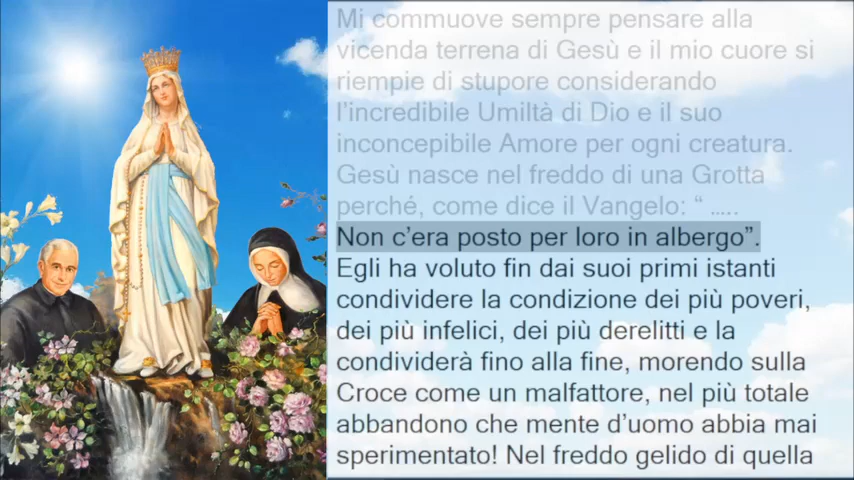 Mi commuove sempre pensare alla
vicenda terrena di Gesù e il mio cuore si
riempie di stupore considerando
l'incredibile Umiltà di Dio e il suo
inconcepibile Amore per ogni creatura.
Gesù nasce nel freddo di una Grotta
perché, come dice il Vangelo: “ .....
Non c'era posto per loro in albergo”.
Egli ha voluto fin dai suoi primi istanti
condividere la condizione dei più poveri,
dei più infelici, dei più derelitti e la
condividerà fino alla fine, morendo sulla
Croce come un malfattore, nel più totale
abbandono che mente d'uomo abbia mai
sperimentato! Nel freddo gelido di quella